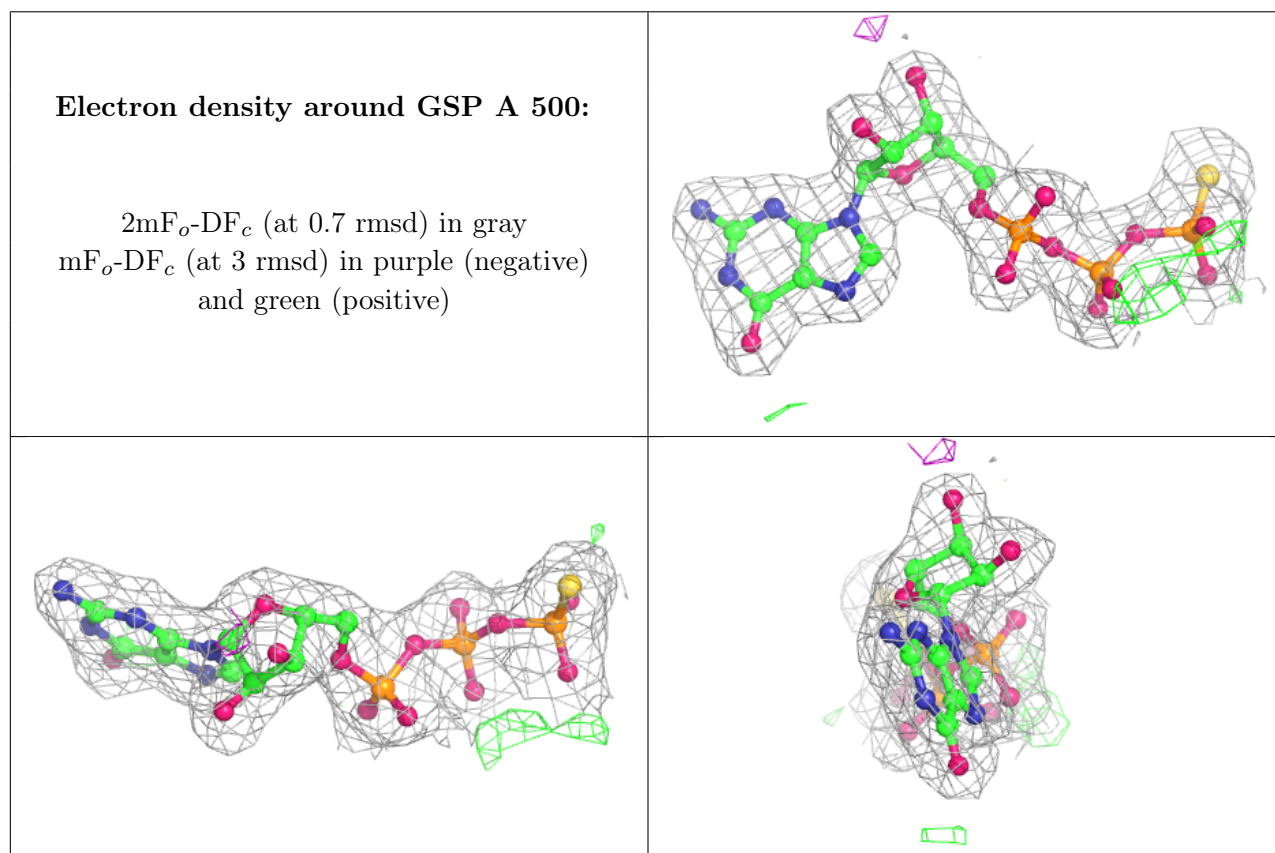 Electron density around GSP A 500:
2mFo-DFc (at 0.7 rmsd) in gray
mFo-DFc (at 3 rmsd) in purple (negative)
and green (positive)